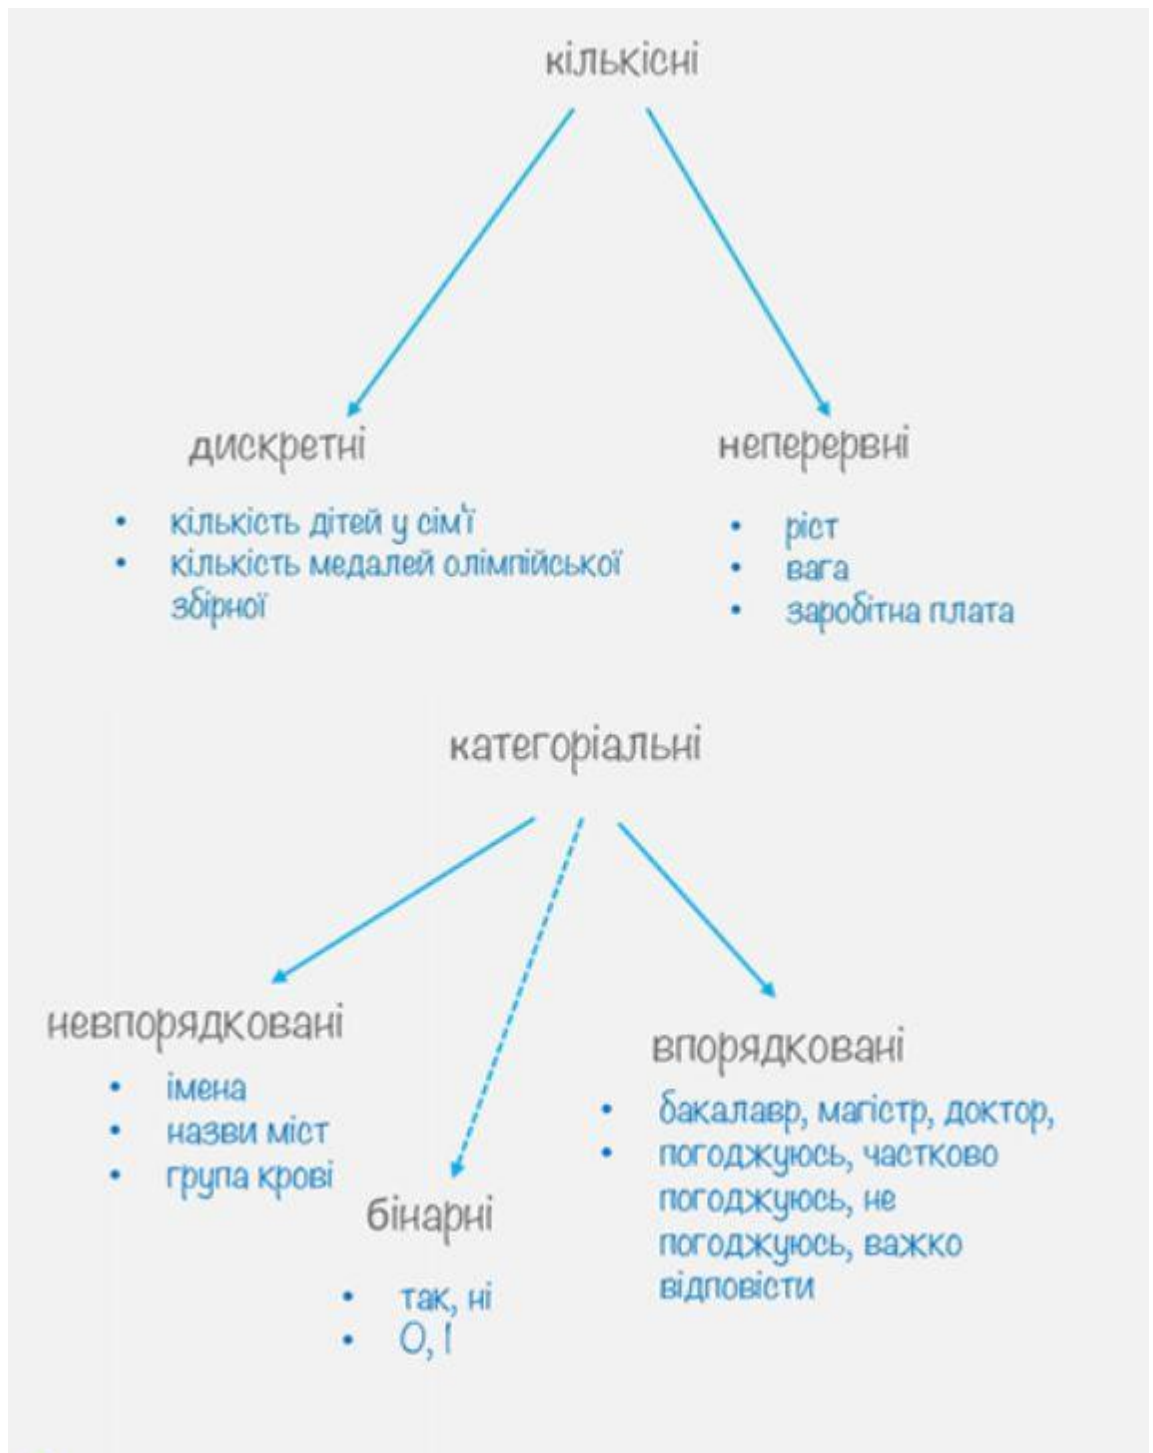 кількісні
дискретні
неперервні
• кількість дітей у сім'ї
• кількість медалей олімпійської
збірної
• ріст
• вага
• заробітна плата
категоріальні
невпорядковані
• імена
• назви міст
• група крові
бінарні
• так, ні
• 0, 1
впорядковані
• бакалавр, магістр, доктор,
• погоджуюсь, частково
погоджуюсь, не
погоджуюсь, важко
відповісти